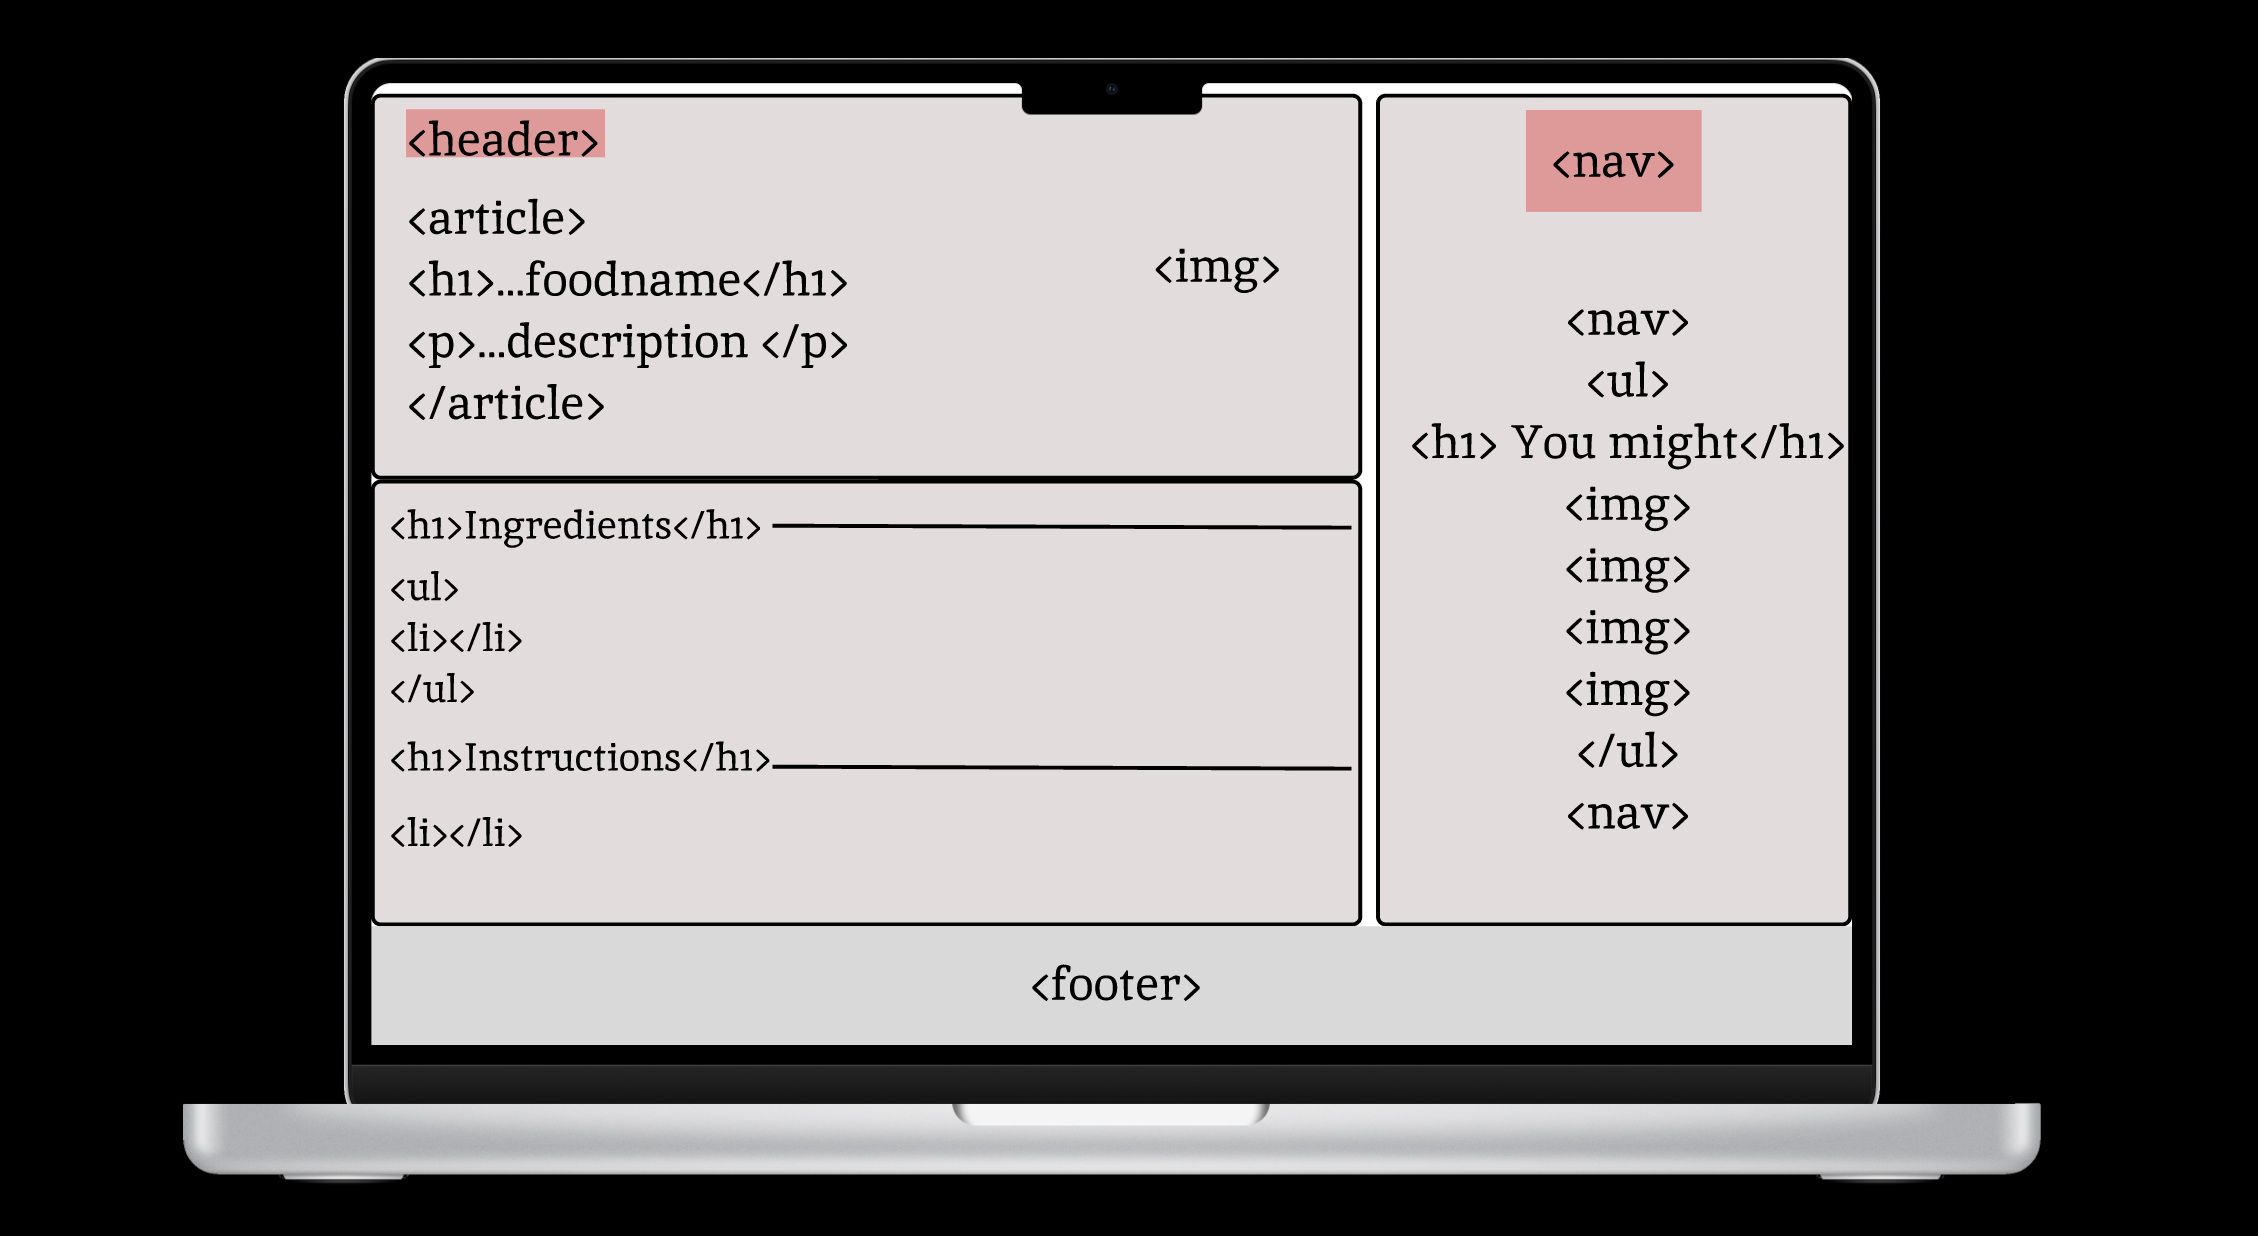 <header>
<article>
<h1>...foodname</h1>
<p>...description </p>
</article>
<img>
<h1>Ingredients</h1>
<ul>
<li></li>
</ul>
<h1>Instructions</h1>
<li></li>
<nav>
<nav>
<ul>
<h1> You might</h1>
<img>
<img>
<img>
<img>
</ul>
<nav>
<footer>